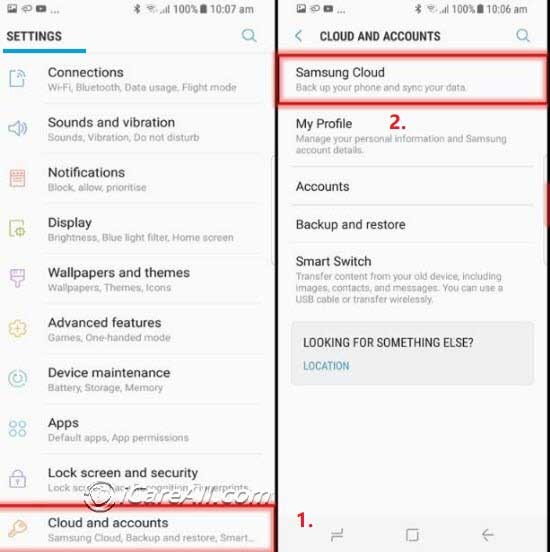 100% 10:07 am
SETTINGS
Connections
Wi-Fi, Bluetooth, Data usage, Flight mode
Sounds and vibration
Sounds, Vibration, Do not disturb
Notifications
Block, allow, prioritise
Display
Brightness, Blue light filter, Home screen
Wallpapers and themes
Wallpapers, Themes, Icons
Advanced features
Games, One-handed mode
Device maintenance
Battery, Storage, Memory
Apps
Default apps, App permissions
Lock screen and security
Lock screen, recognition, Fingerprints
iCareAll.com
Cloud and accounts
Samsung Cloud, Backup and restore, Smart...
100% 10:06 am
CLOUD AND ACCOUNTS
Samsung Cloud
Back up your phone and sync your data.
2.
My Profile
Manage your personal information and Samsung
account details.
Accounts
Backup and restore
Smart Switch
Transfer content from your old device, including
images, contacts, and messages. You can use a
USB cable or transfer wirelessly.
LOOKING FOR SOMETHING ELSE?
LOCATION
1.